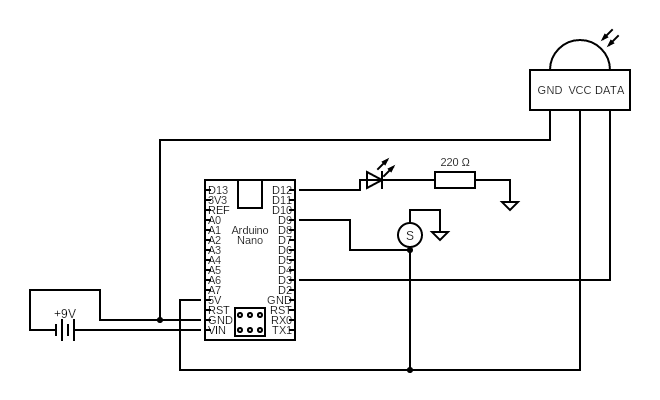 GND VCC DATA
220 Ω
D13 D12
3V3 D11
REF D10
A0 D9
A1 Arduino D8
A2 Nano D7
A3 D6
A4 D5
A5 D4
A6 D3
A7 D2
5V GND
RST RST
GND RX0
VIN TX1
S
+9V